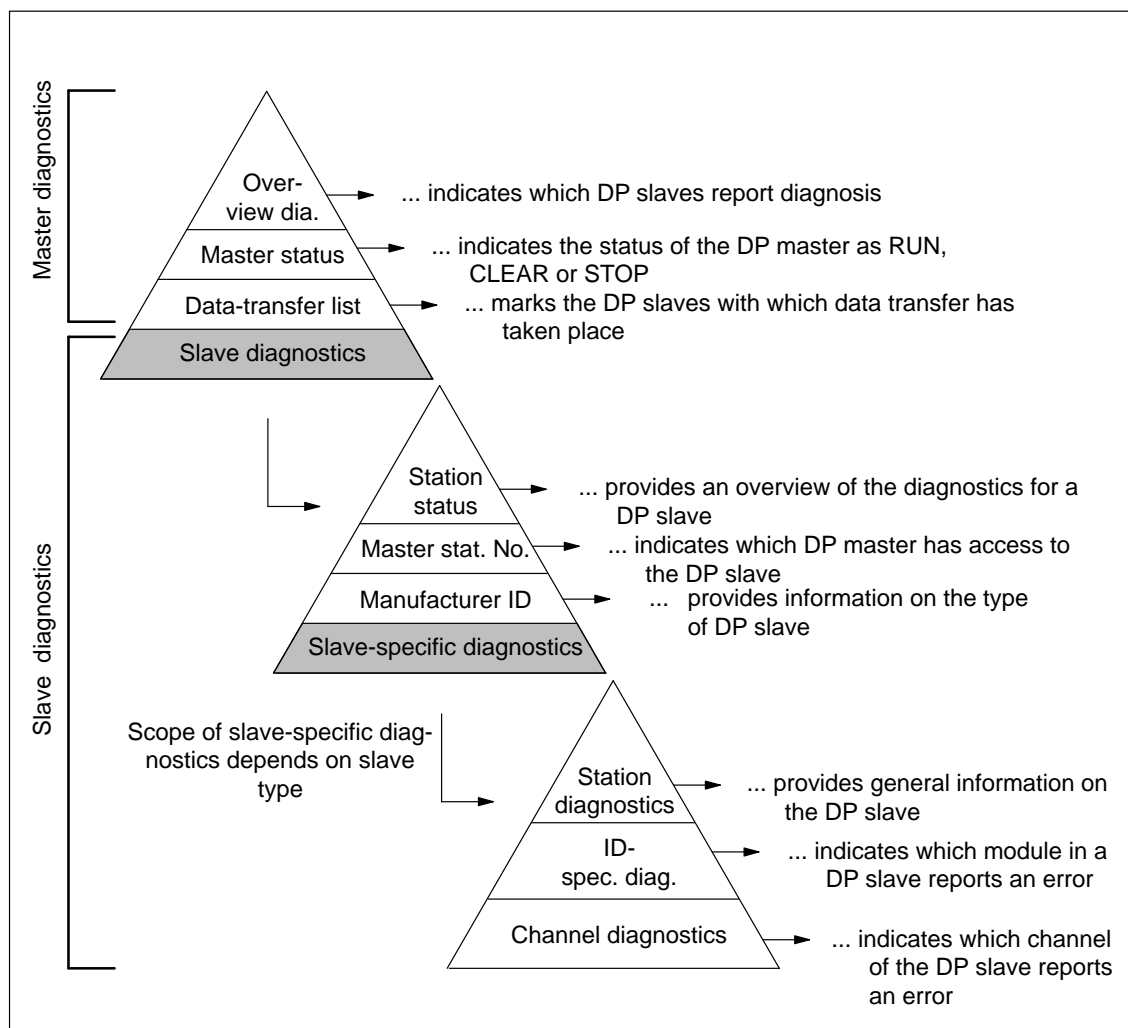 Master diagnostics
Over-
view dia.
... indicates which DP slaves report diagnosis
Master status
... indicates the status of the DP master as RUN,
CLEAR or STOP
Data-transfer list
... marks the DP slaves with which data transfer has
taken place
Slave diagnostics
Slave diagnostics
Station
status
... provides an overview of the diagnostics for a
DP slave
Master stat. No.
... indicates which DP master has access to
the DP slave
Manufacturer ID
... provides information on the type
of DP slave
Slave-specific diagnostics
Scope of slave-specific diag-
nostics depends on slave
type
Station
diagnostics
... provides general information on
the DP slave
ID-
spec. diag.
... indicates which module in a
DP slave reports an error
Channel diagnostics
... indicates which channel
of the DP slave reports
an error